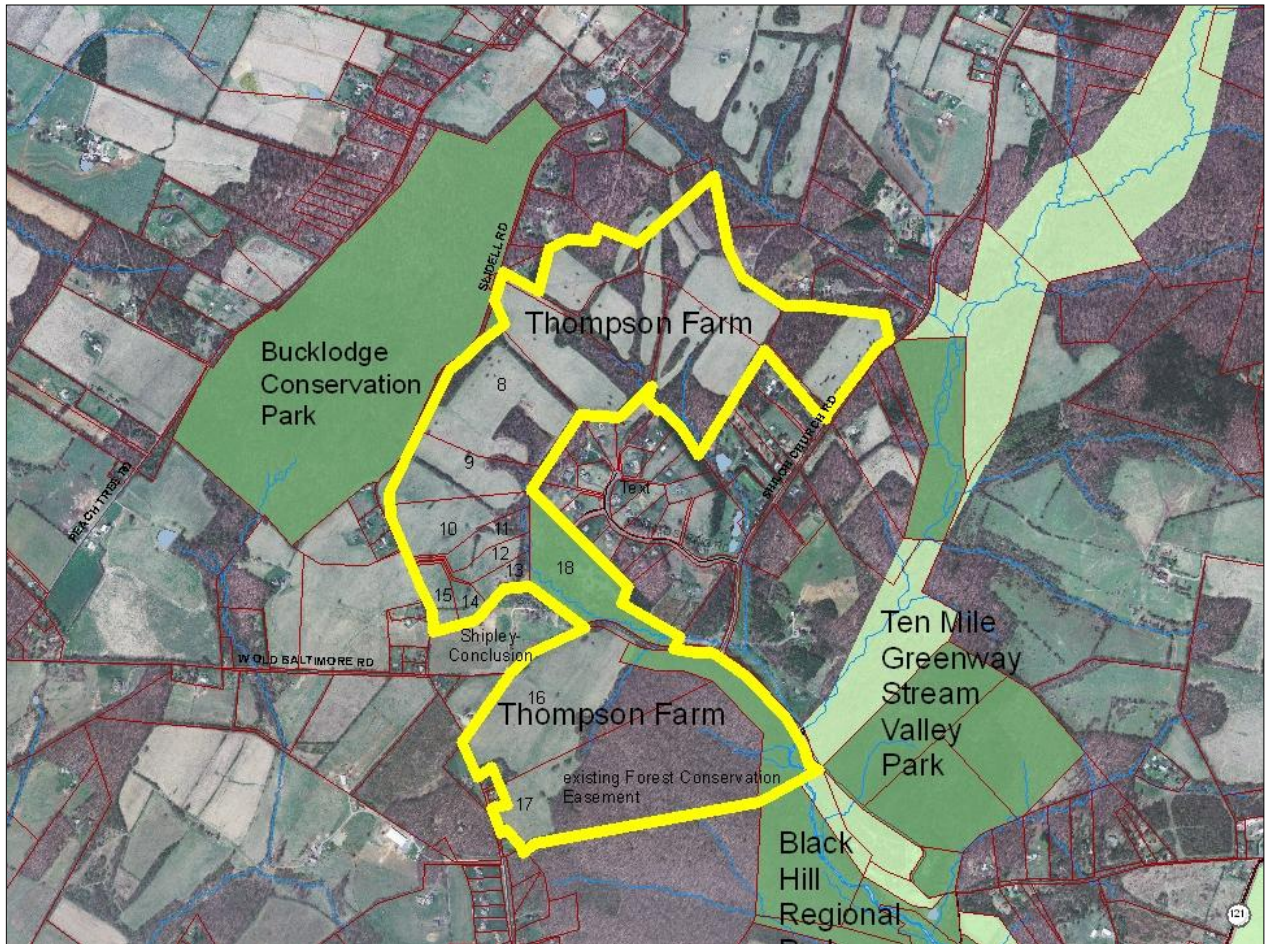 SLIDELL RD
Thompson Farm
Bucklodge
Conservation
Park
8
9
SHILOH CHURCH RD
Text
PEACH TREE RD
10
11
12
13
18
15
14
Shipley-
Conclusion
W OLD BALTIMORE RD
Ten Mile
Greenway
Stream
Valley
Park
16
Thompson Farm
existing Forest Conservation
Easement
17
Black
Hill
Regional
121